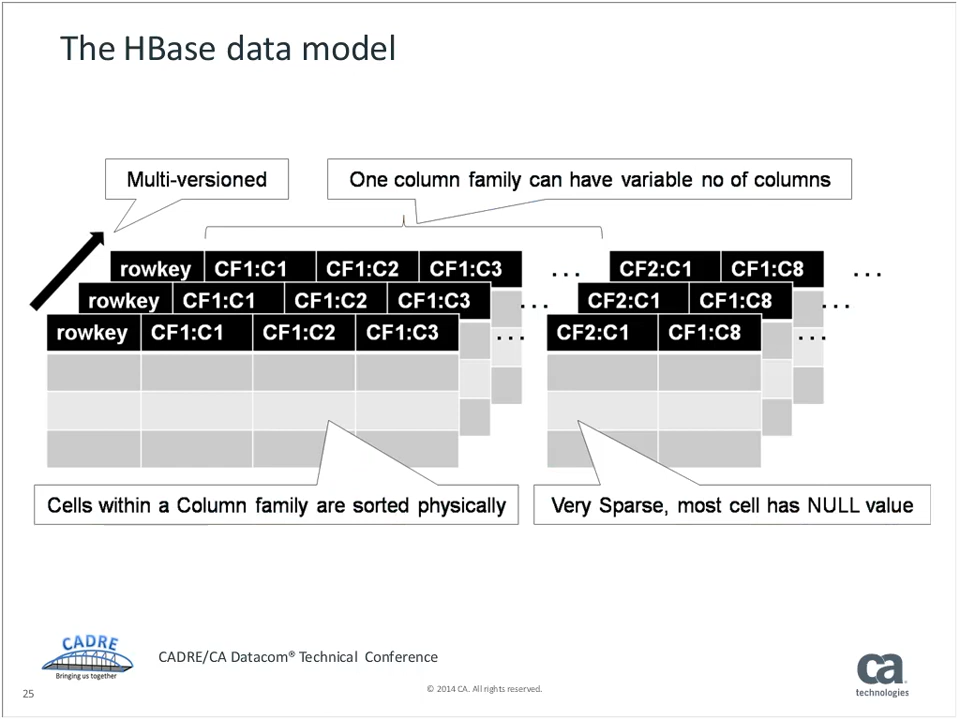 The HBase data model
Multi-versioned
One column family can have variable no of columns
rowkey CF1:C1 CF1:C2 CF1:C3 ... CF2:C1 CF1:C8 ...
rowkey CF1:C1 CF1:C2 CF1:C3 ... CF2:C1 CF1:C8 ...
rowkey CF1:C1 CF1:C2 CF1:C3 ... CF2:C1 CF1:C8 ...
Cells within a Column family are sorted physically
Very Sparse, most cell has NULL value
CADRE
Bringing us together
CADRE/CA Datacom® Technical Conference
ca
technologies
25
© 2014 CA. All rights reserved.